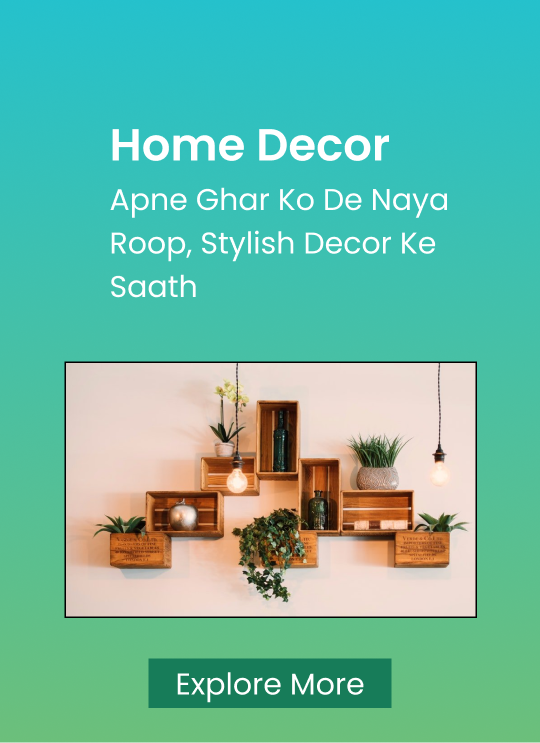 Home Decor
Apne Ghar Ko De Naya
Roop, Stylish Decor Ke
Saath
Explore More